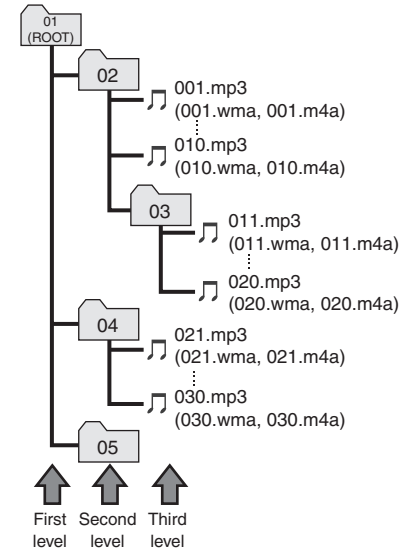 01
(ROOT)
02
001.mp3
(001.wma, 001.m4a)
010.mp3
(010.wma, 010.m4a)
03
011.mp3
(011.wma, 011.m4a)
020.mp3
(020.wma, 020.m4a)
04
021.mp3
(021.wma, 021.m4a)
030.mp3
(030.wma, 030.m4a)
05
First level
Second level
Third level